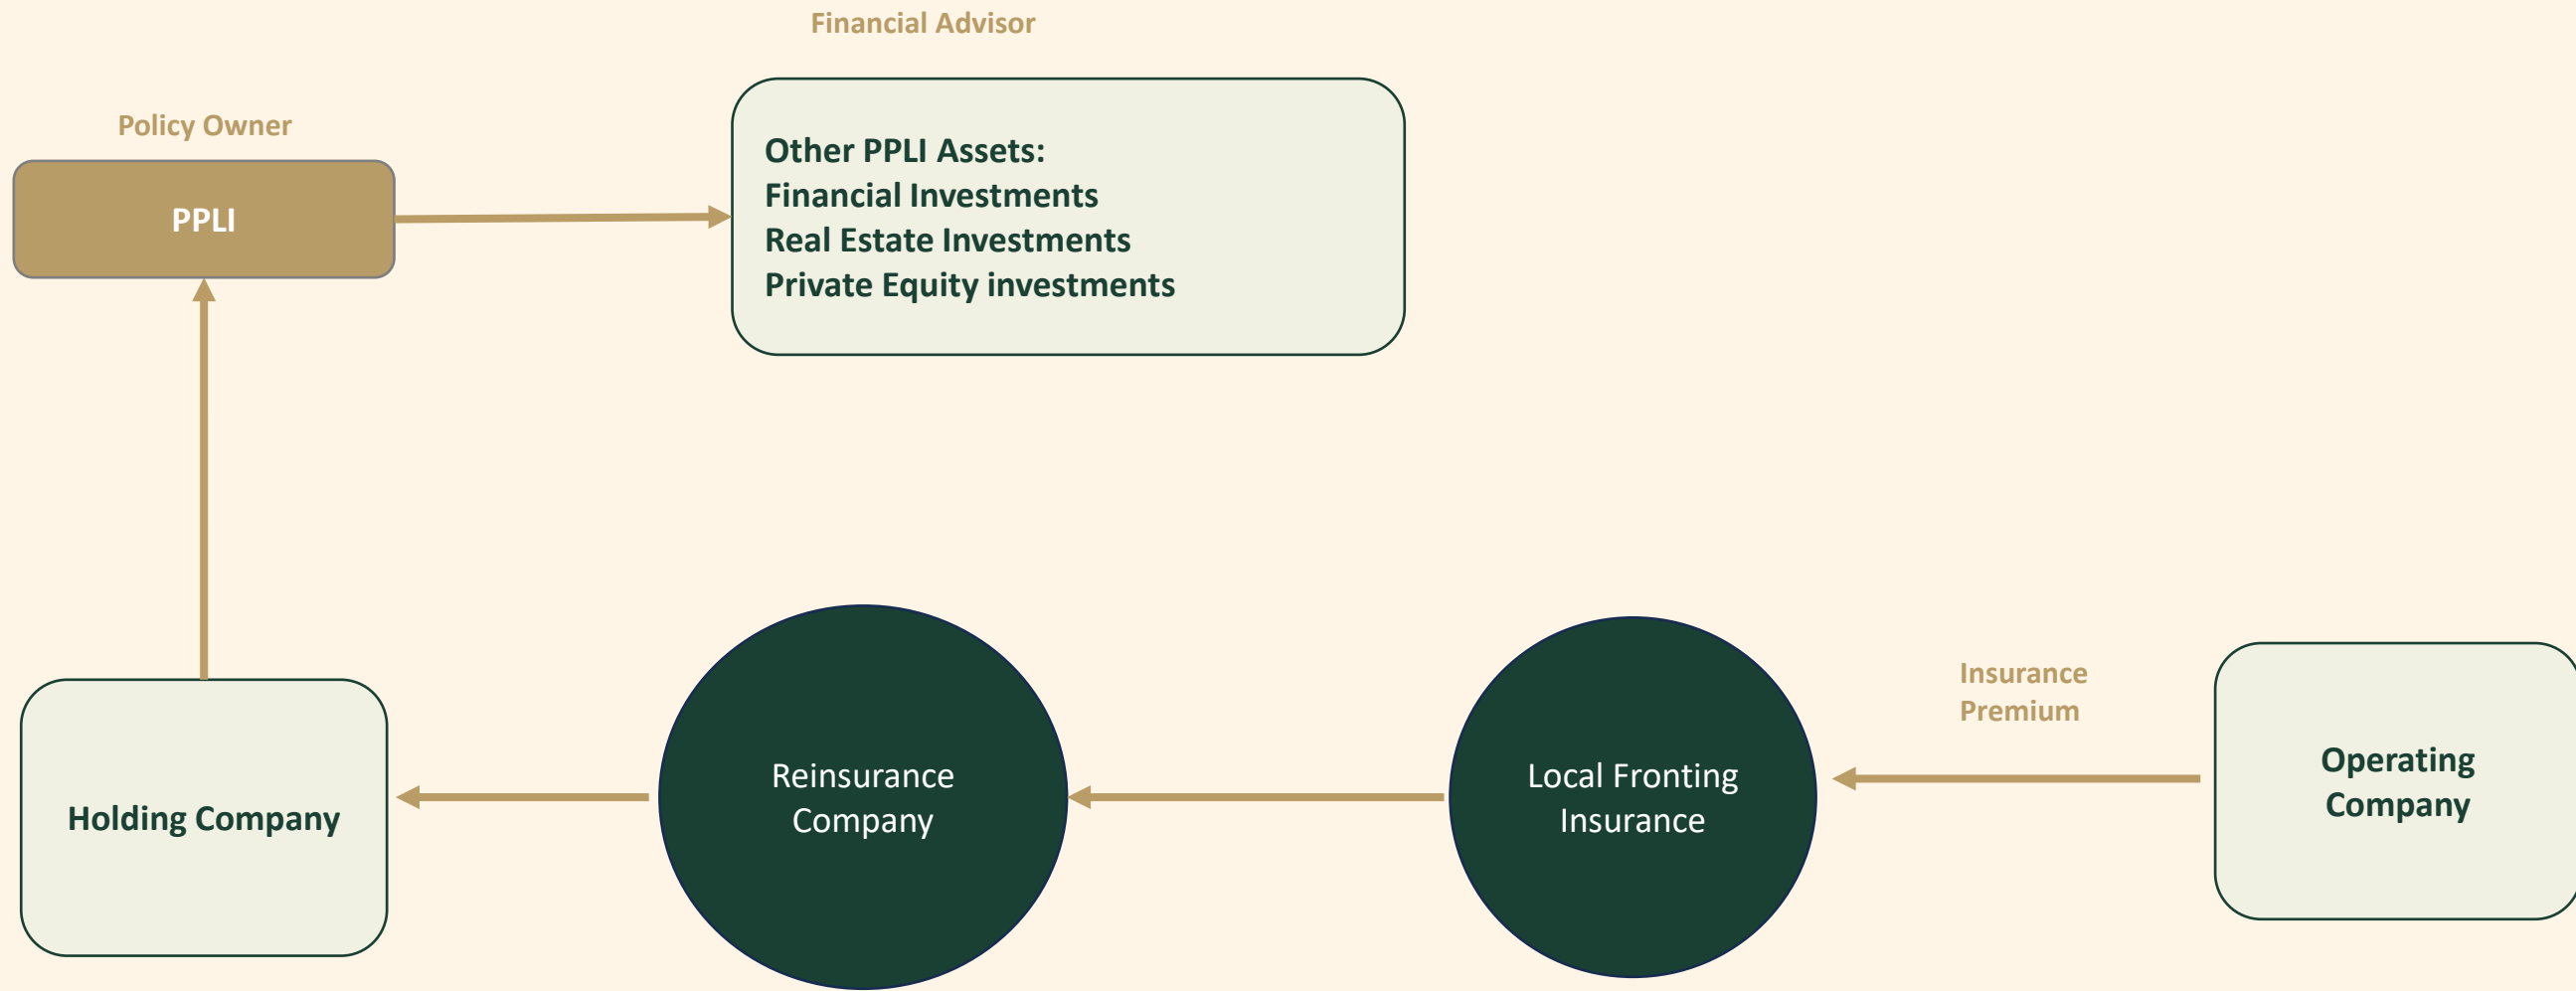 Financial Advisor
Policy Owner
PPLI
Other PPLI Assets:
Financial Investments
Real Estate Investments
Private Equity investments
Holding Company
Reinsurance
Company
Local Fronting
Insurance
Insurance
Premium
Operating
Company